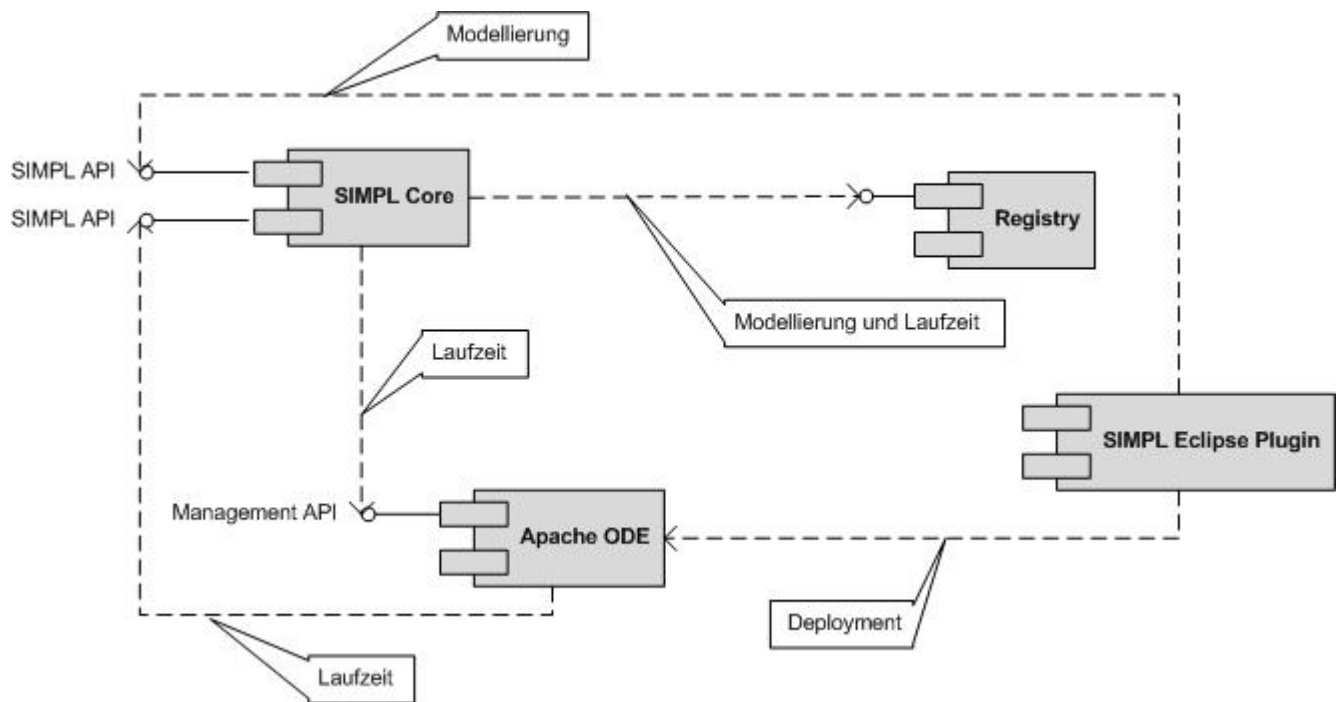 Modellierung
SIMPL API
SIMPL Core
SIMPL API
Registry
Modellierung und Laufzeit
Laufzeit
SIMPL Eclipse Plugin
Management API
Apache ODE
Deployment
Laufzeit